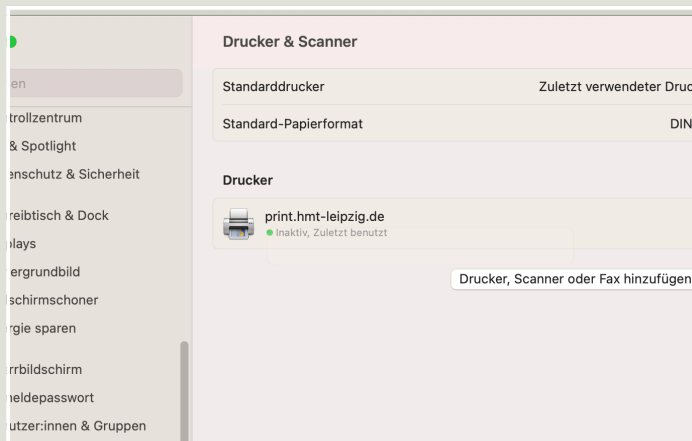 Drucker & Scanner
en
Standarddrucker
Zuletzt verwendeter Druc
Standard-Papierformat
DIN
Drucker
print.hmt-leipzig.de
Inaktiv, Zuletzt benutzt
Drucker, Scanner oder Fax hinzufügen
trollzentrum
& Spotlight
enschutz & Sicherheit
reibtisch & Dock
plays
ergrundbild
schirmschoner
rgie sparen
rrbildschirm
meldepasswort
utzer:innen & Gruppen